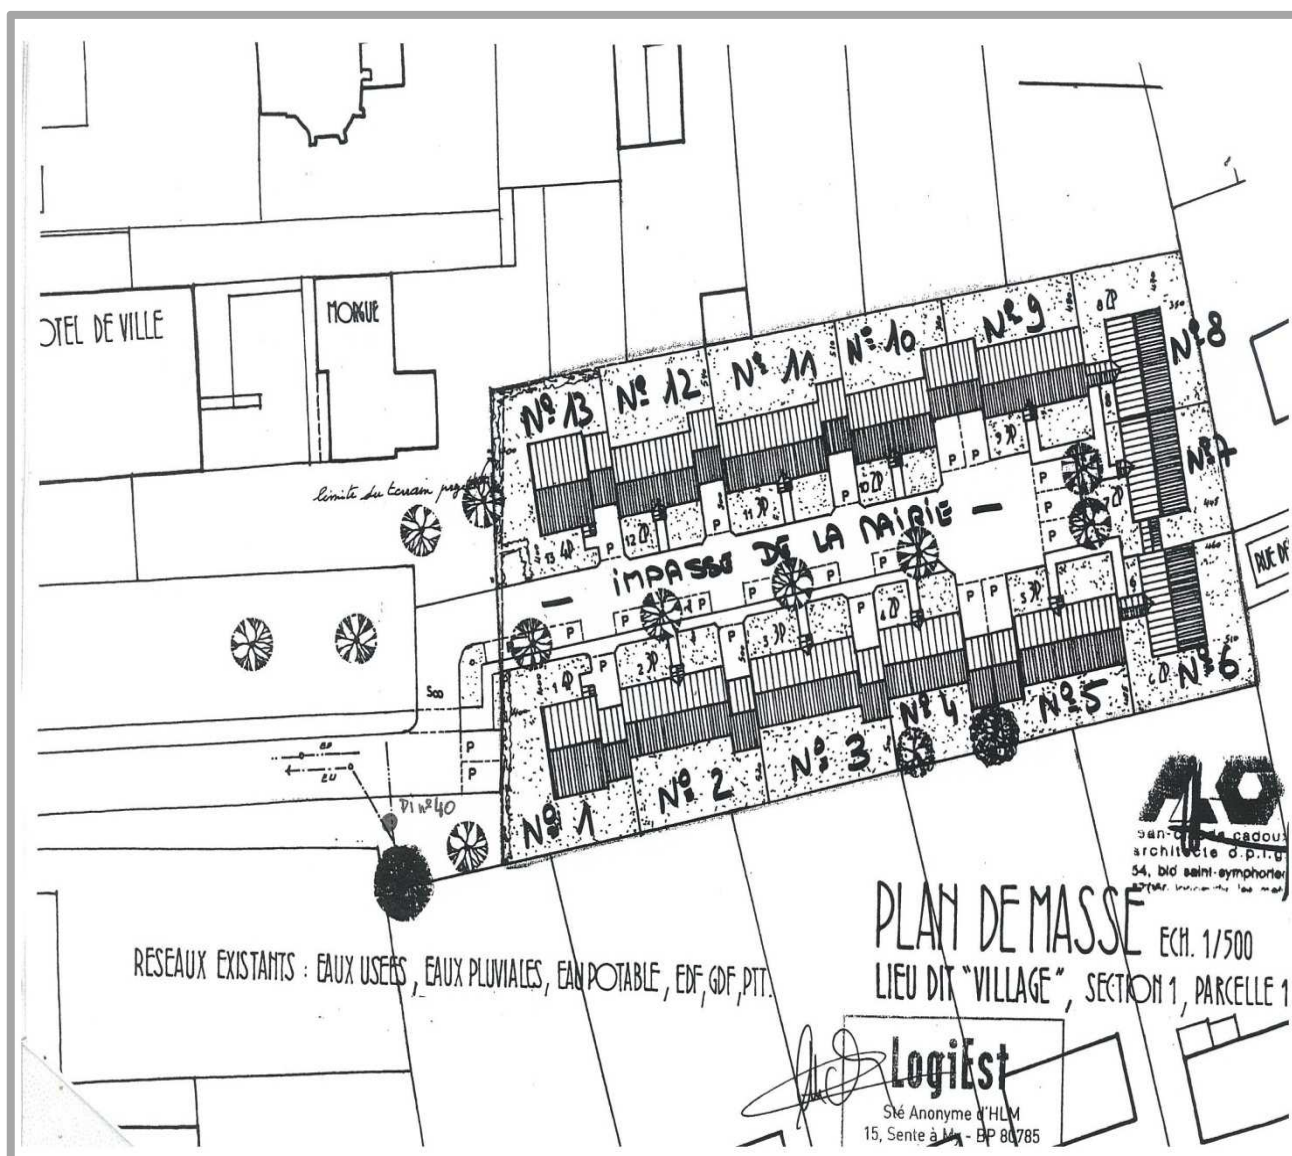 OTEL DE VILLE
MORGUE
N° 13
N° 12
N° 11
N° 10
N° 9
N° 8
N° 7
N° 6
limite du terrain
— IMPASSE DE LA MAIRIE —
RUE DE
500
EP
EU
DI n° 40
N° 1
N° 2
N° 3
N° 4
N° 5
P
P
architecte d.p.l.g
54, bld saint-symphorien
PLAN DE MASSE ECH. 1/500
LIEU DIT "VILLAGE", SECTION 1, PARCELLE 1
RESEAUX EXISTANTS : EAUX USEES, EAUX PLUVIALES, EAU POTABLE, EDF, GDF, PTT.
LogiEst
Sté Anonyme d'HLM
15, Sente à My - BP 80785